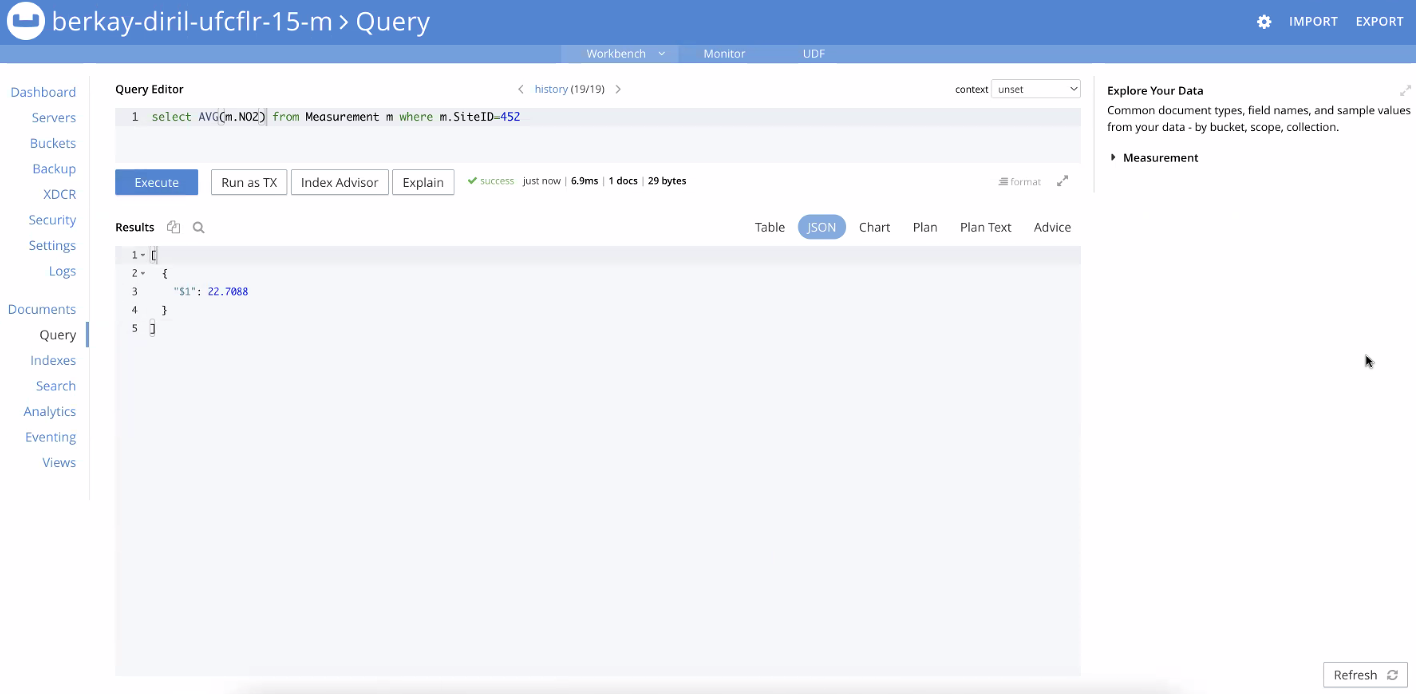 berkay-diril-ufcflr-15-m > Query
IMPORT
EXPORT
Workbench
Monitor
UDF
Dashboard
Servers
Buckets
Backup
XDCR
Security
Settings
Logs
Documents
Query
Indexes
Search
Analytics
Eventing
Views
Query Editor
history (19/19)
context unset
1 select AVG(m.NO2) from Measurement m where m.SiteID=452
Execute
Run as TX
Index Advisor
Explain
success just now | 6.9ms | 1 docs | 29 bytes
format
Results
Table
JSON
Chart
Plan
Plan Text
Advice
1 [
2 {
3 "$1": 22.7088
4 }
5 ]
Explore Your Data
Common document types, field names, and sample values
from your data - by bucket, scope, collection.
Measurement
Refresh